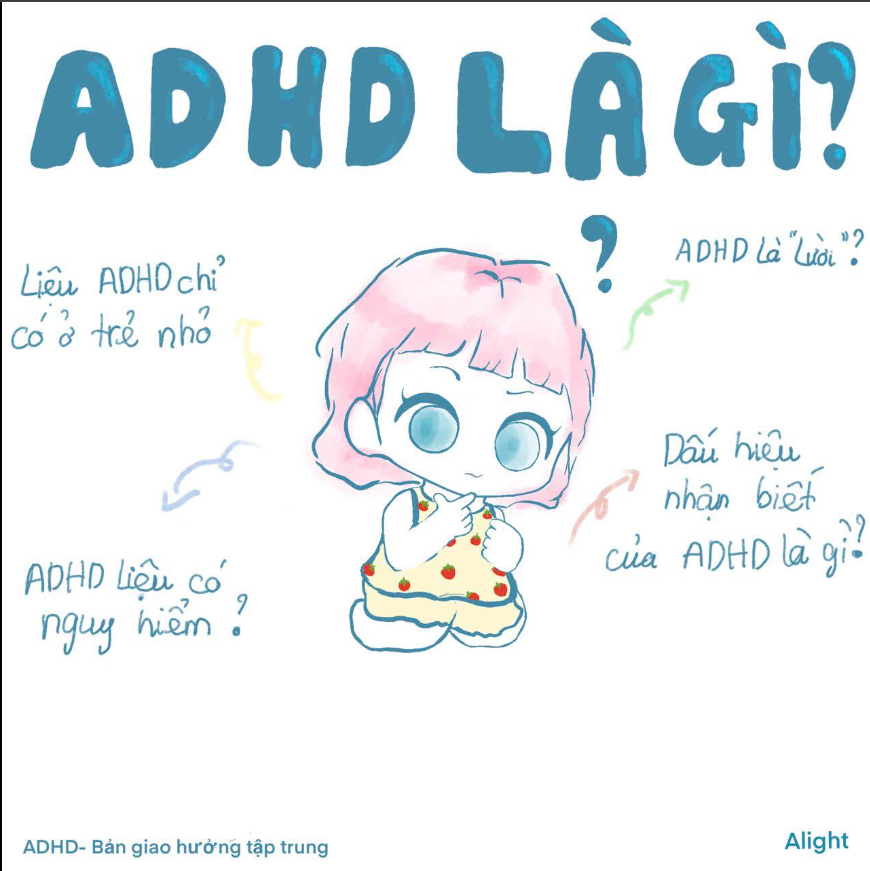 ADHD LÀ GÌ?
?
ADHD là "Lười"?
Liệu ADHD chỉ
có ở trẻ nhỏ
Dấu hiệu
nhận biết
của ADHD là gì?
ADHD liệu có
nguy hiểm ?
ADHD- Bản giao hưởng tập trung
Alight